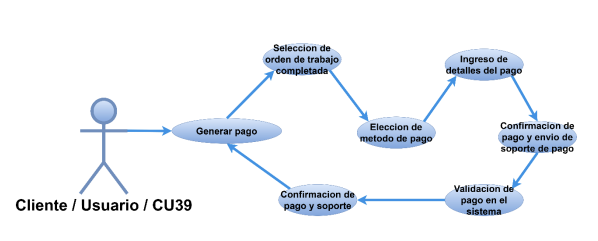 Seleccion de
orden de trabajo
completada
Ingreso de
detalles del pago
Generar pago
Eleccion de
metodo de pago
Confirmacion de
pago y envio de
soporte de pago
Cliente / Usuario / CU39
Confirmacion de
pago y soporte
Validacion de
pago en el
sistema